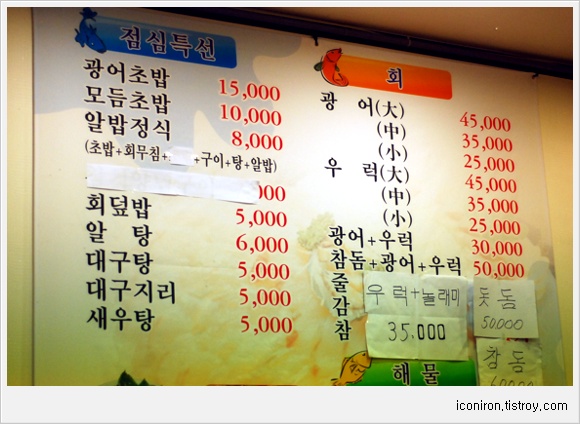 점심특선
광어초밥 15,000
모듬초밥 10,000
알밥정식 8,000
(초밥+회무침+ +구이+탕+알밥)
회덮밥 5,000
알 탕 6,000
대구탕 5,000
대구지리 5,000
새우탕 5,000
회
광 어(大) 45,000
(中) 35,000
(小) 25,000
우 럭(大) 45,000
(中) 35,000
(小) 25,000
광어+우럭 30,000
참돔+광어+우럭 50,000
줄
감
참
우럭+놀래미
35.000
돗돔
50.000
참돔
해물
iconiron.tistroy.com